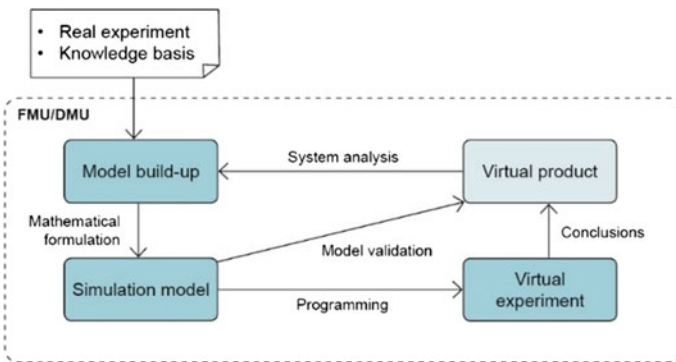 • Real experiment
• Knowledge basis
FMU/DMU
Model build-up
System analysis
Virtual product
Mathematical
formulation
Model validation
Conclusions
Simulation model
Programming
Virtual
experiment